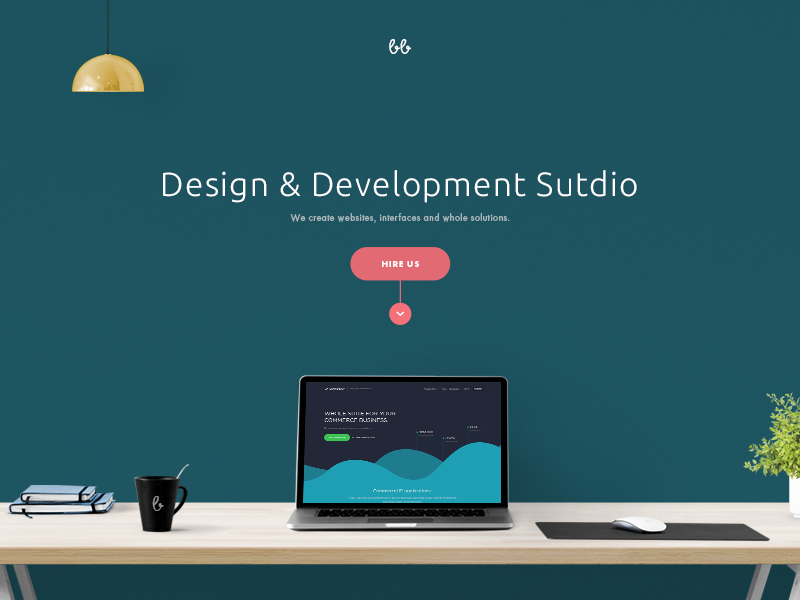 bb
Design & Development Sutdio
We create websites, interfaces and whole solutions.
HIRE US
WHOLE SUITE FOR YOUR
COMMERCE BUSINESS.
b